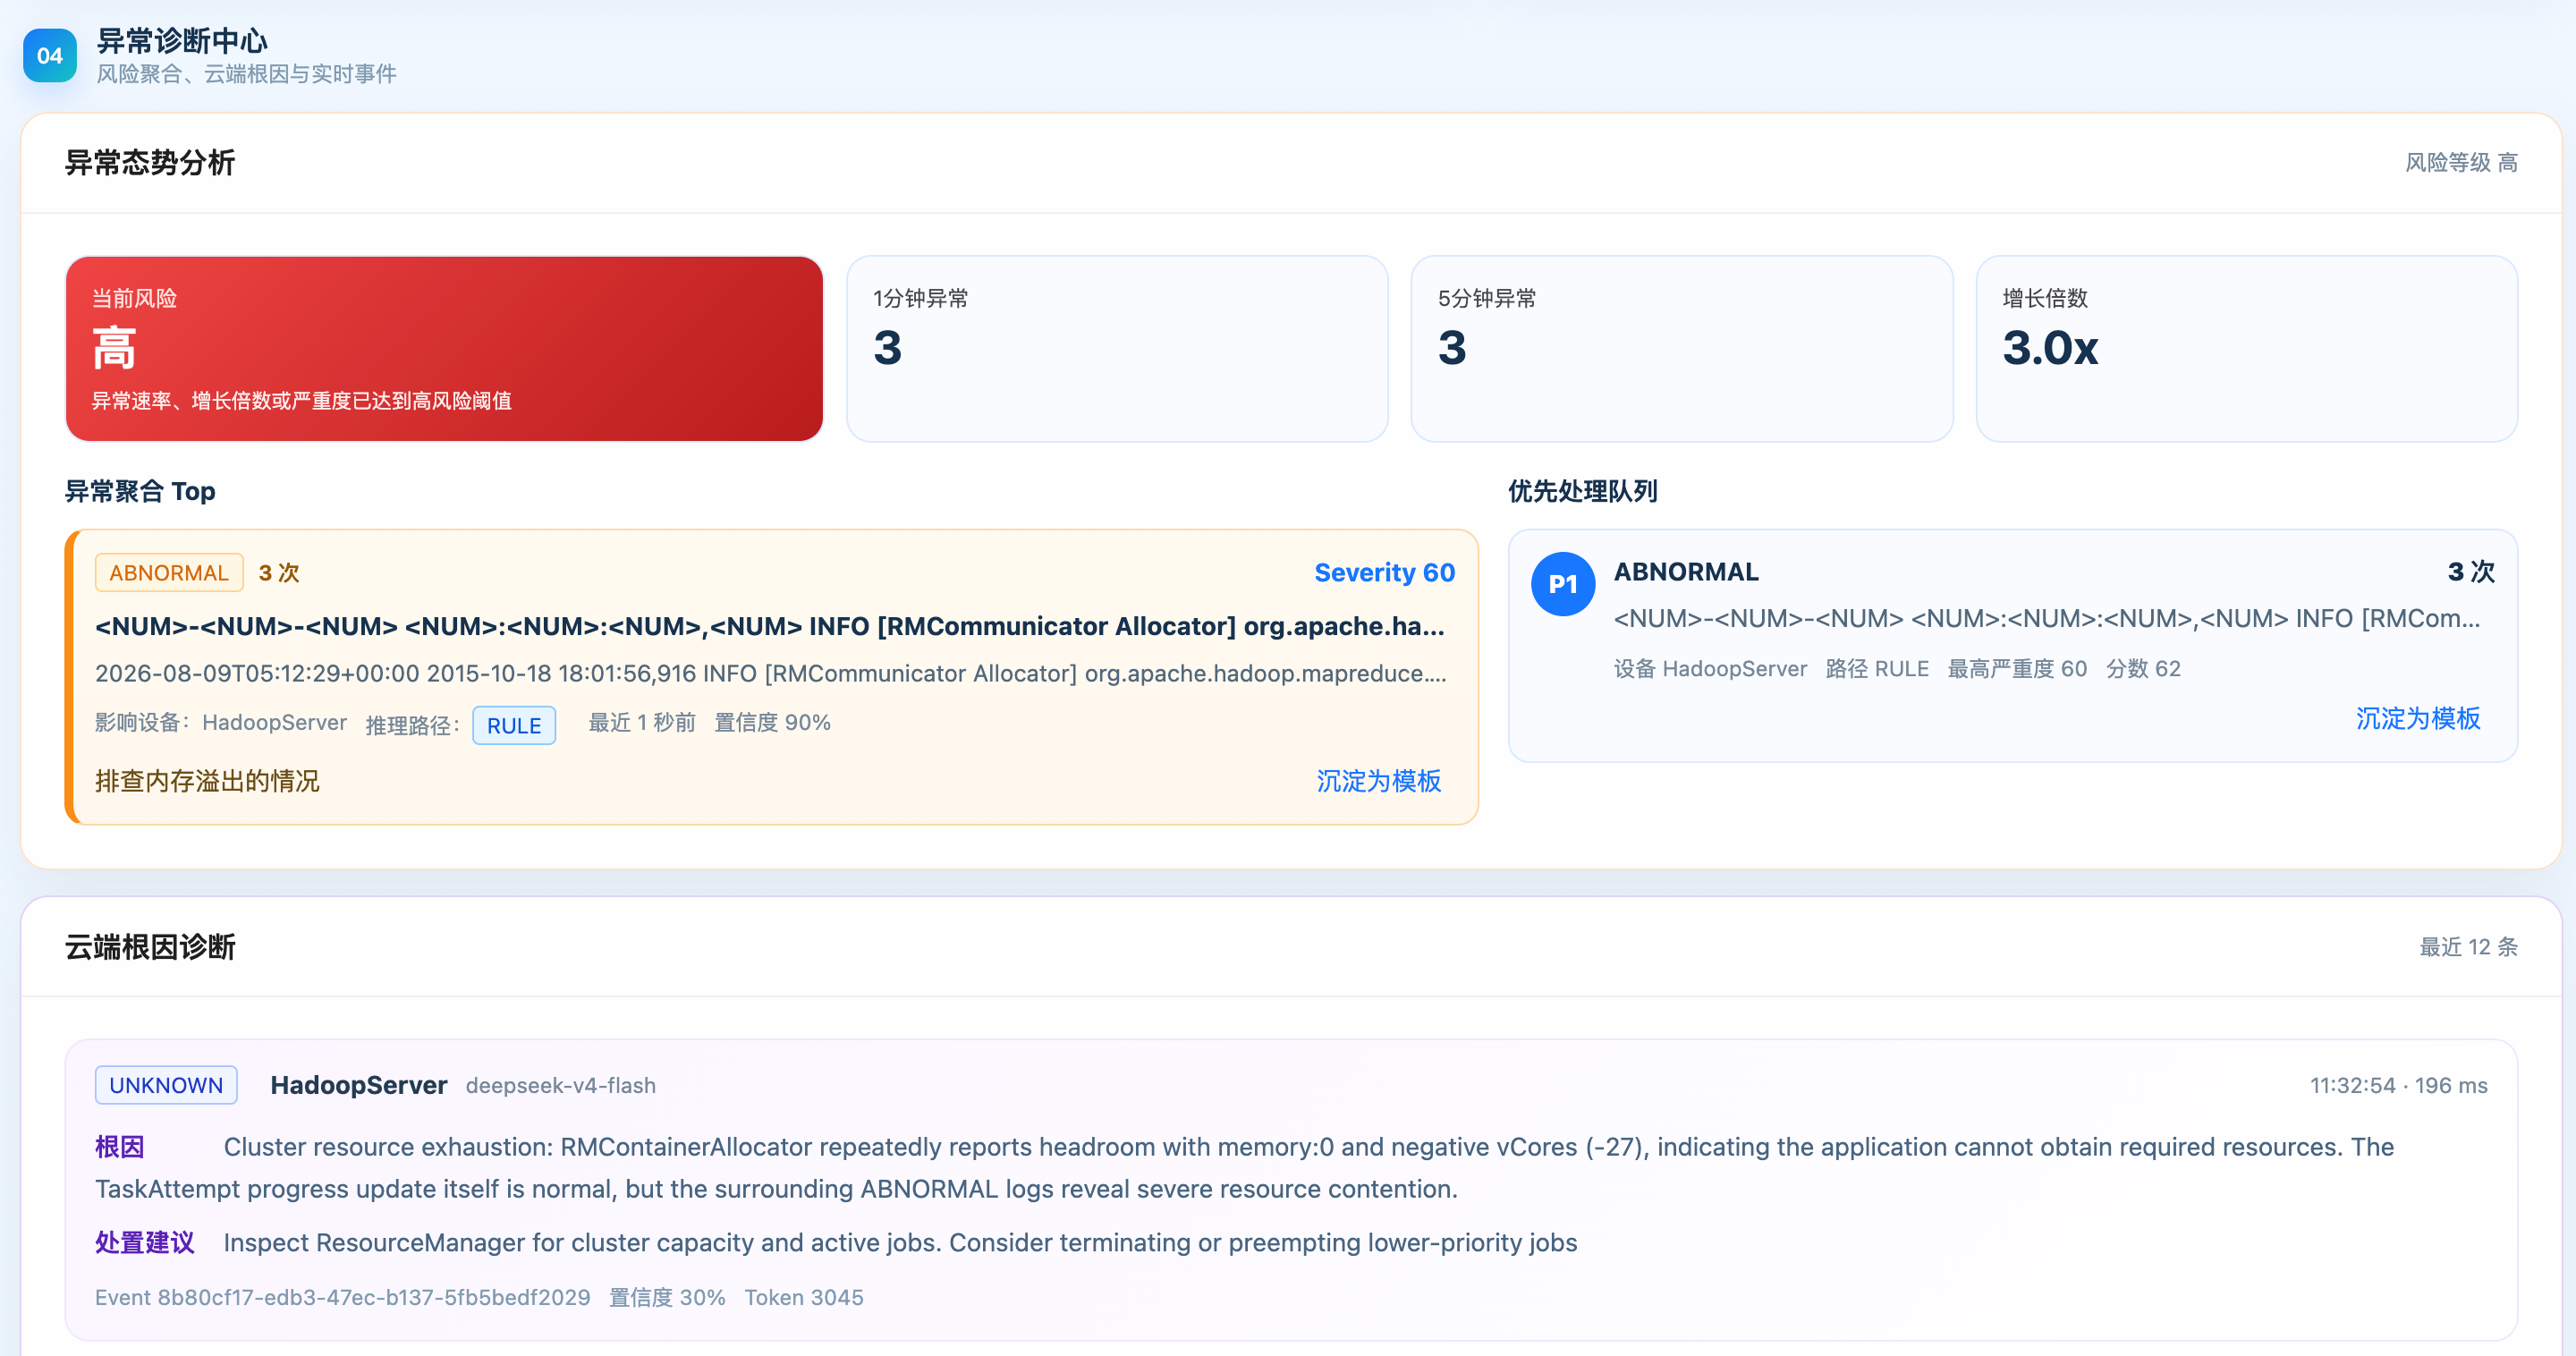 04
异常诊断中心
风险聚合、云端根因与实时事件
异常态势分析
风险等级 高
当前风险
高
异常速率、增长倍数或严重度已达到高风险阈值
1分钟异常
3
5分钟异常
3
增长倍数
3.0x
异常聚合 Top
ABNORMAL 3 次 Severity 60
<NUM>-<NUM>-<NUM> <NUM>:<NUM>:<NUM>,<NUM> INFO [RMCommunicator Allocator] org.apache.ha...
2026-08-09T05:12:29+00:00 2015-10-18 18:01:56,916 INFO [RMCommunicator Allocator] org.apache.hadoop.mapreduce....
影响设备：HadoopServer 推理路径： RULE 最近 1 秒前 置信度 90%
排查内存溢出的情况 沉淀为模板
优先处理队列
P1 ABNORMAL 3 次
<NUM>-<NUM>-<NUM> <NUM>:<NUM>:<NUM>,<NUM> INFO [RMCom...
设备 HadoopServer 路径 RULE 最高严重度 60 分数 62
沉淀为模板
云端根因诊断
最近 12 条
UNKNOWN HadoopServer deepseek-v4-flash 11:32:54 · 196 ms
根因 Cluster resource exhaustion: RMContainerAllocator repeatedly reports headroom with memory:0 and negative vCores (-27), indicating the application cannot obtain required resources. The
TaskAttempt progress update itself is normal, but the surrounding ABNORMAL logs reveal severe resource contention.
处置建议 Inspect ResourceManager for cluster capacity and active jobs. Consider terminating or preempting lower-priority jobs
Event 8b80cf17-edb3-47ec-b137-5fb5bedf2029 置信度 30% Token 3045